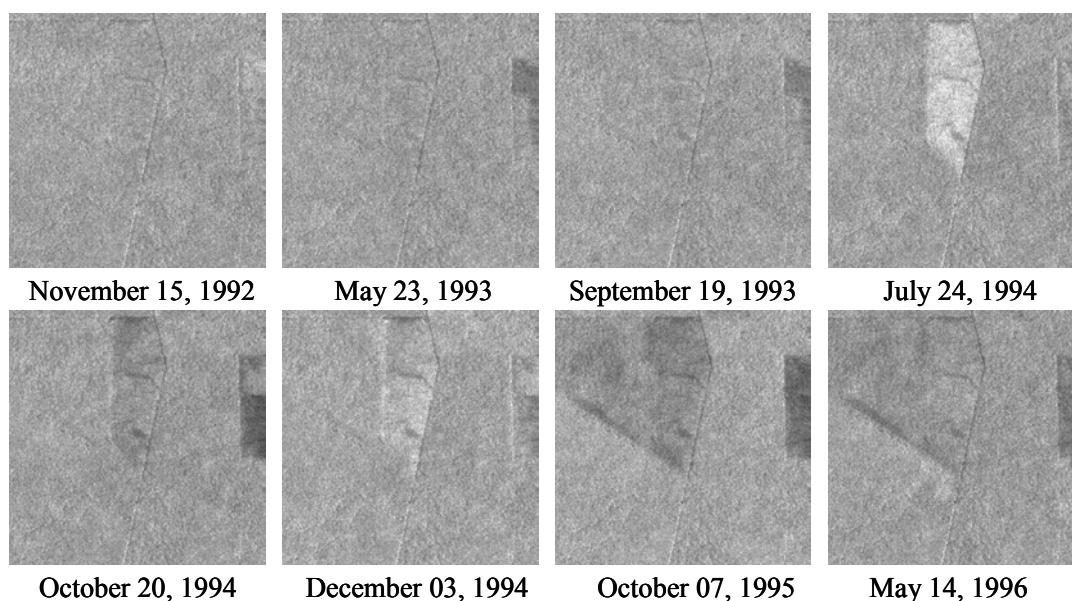 November 15, 1992 May 23, 1993 September 19, 1993 July 24, 1994
October 20, 1994 December 03, 1994 October 07, 1995 May 14, 1996